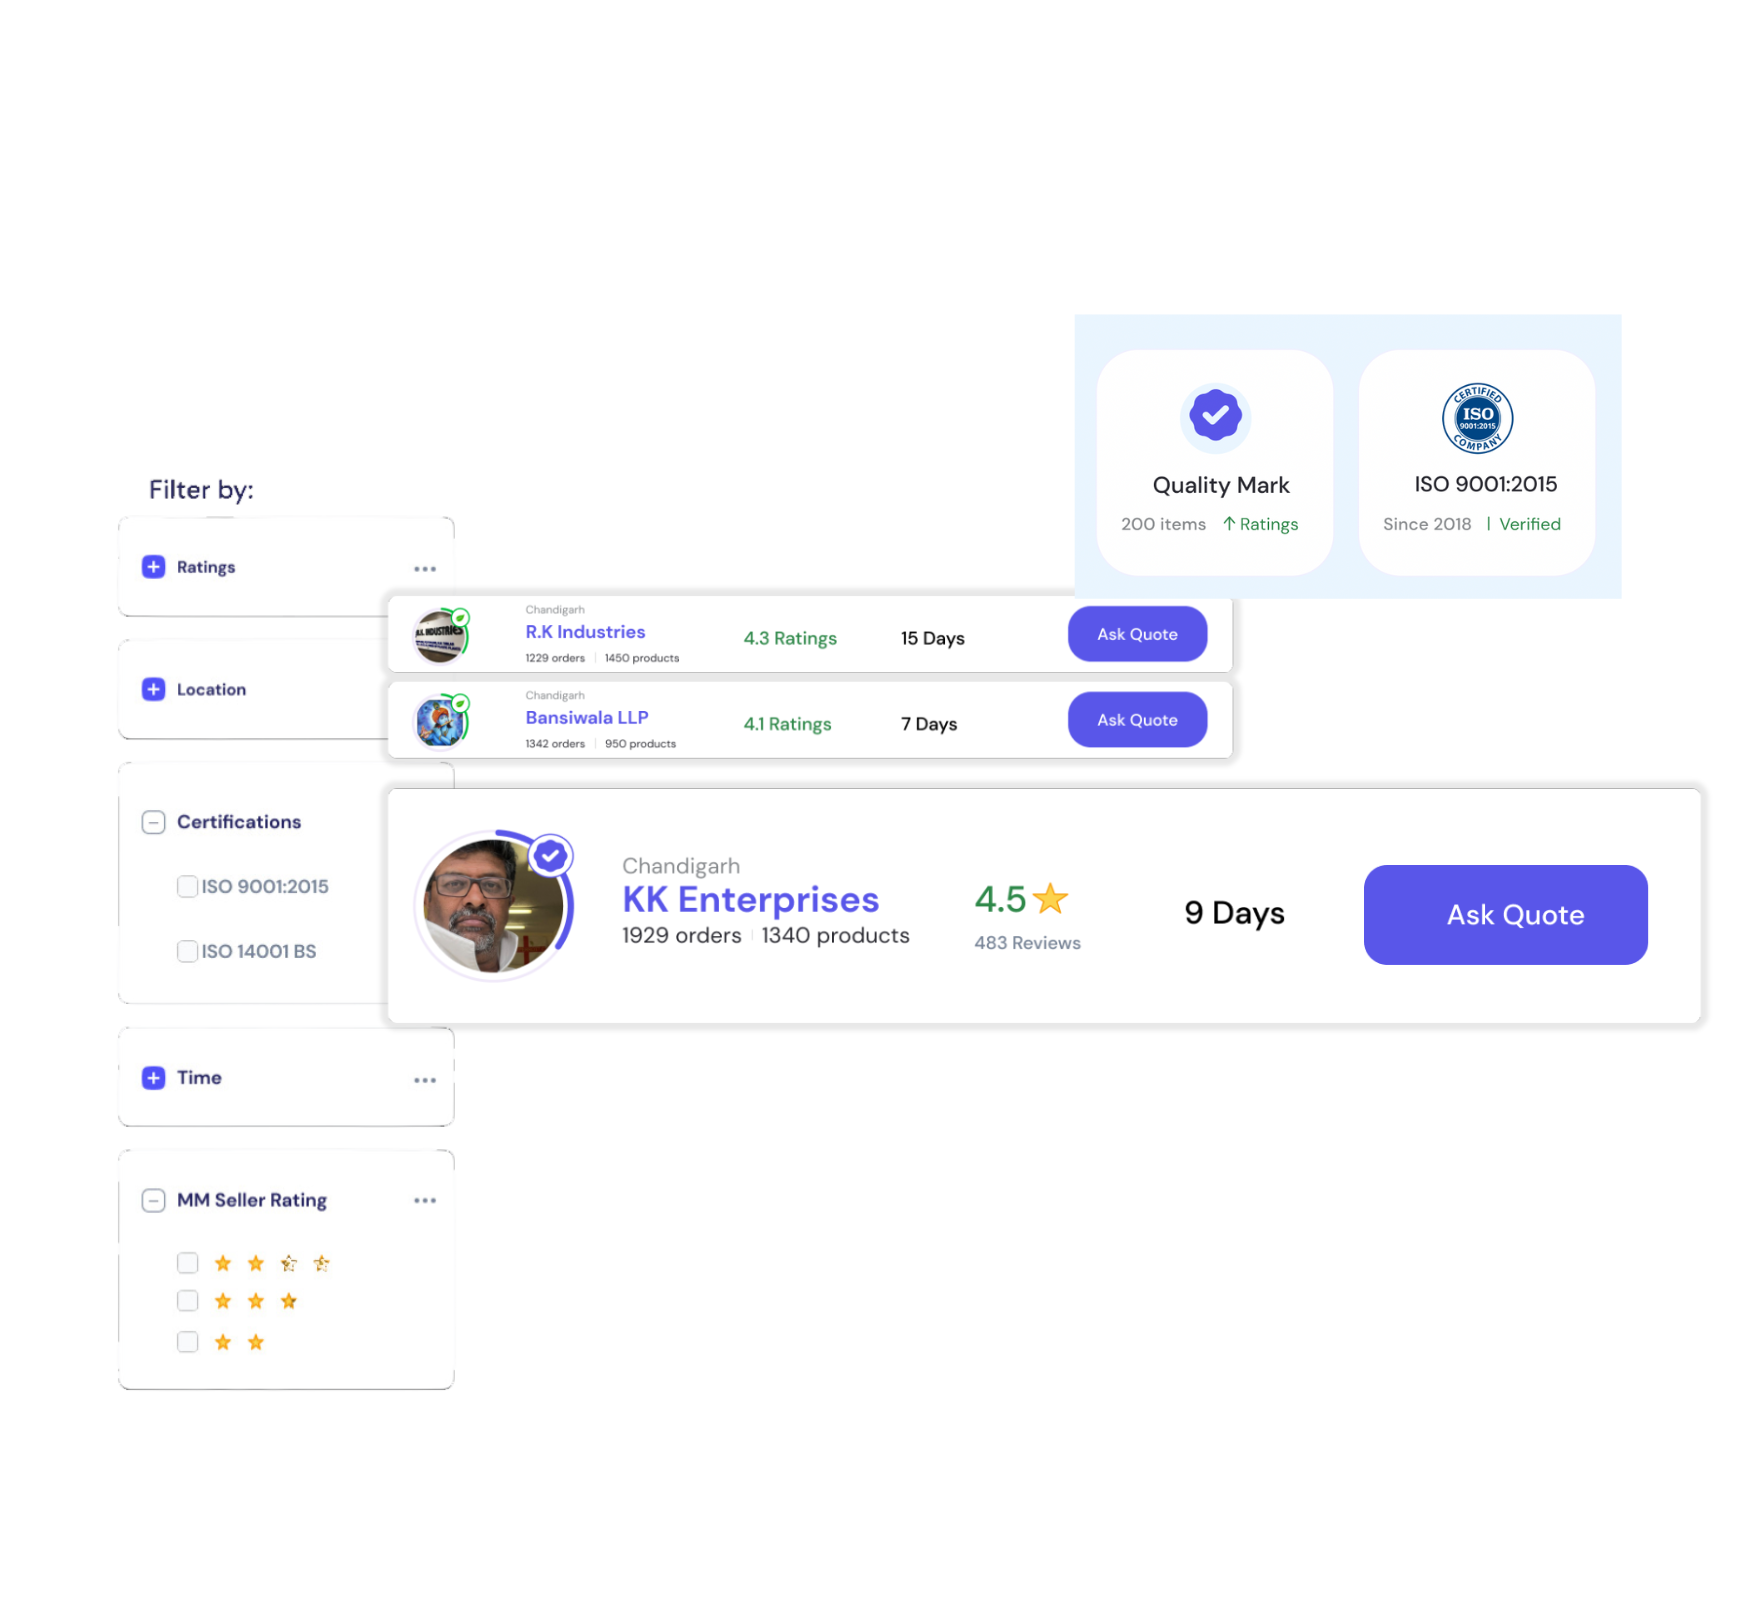 Quality Mark
200 items ↑ Ratings
CERTIFIED
ISO
9001:2015
COMPANY
ISO 9001:2015
Since 2018 | Verified
Filter by:
Ratings
Location
Certifications
ISO 9001:2015
ISO 14001 BS
Time
MM Seller Rating
Chandigarh
R.K Industries
1229 orders | 1450 products
4.3 Ratings
15 Days
Ask Quote
Chandigarh
Bansiwala LLP
1342 orders | 950 products
4.1 Ratings
7 Days
Ask Quote
Chandigarh
KK Enterprises
1929 orders | 1340 products
4.5
483 Reviews
9 Days
Ask Quote